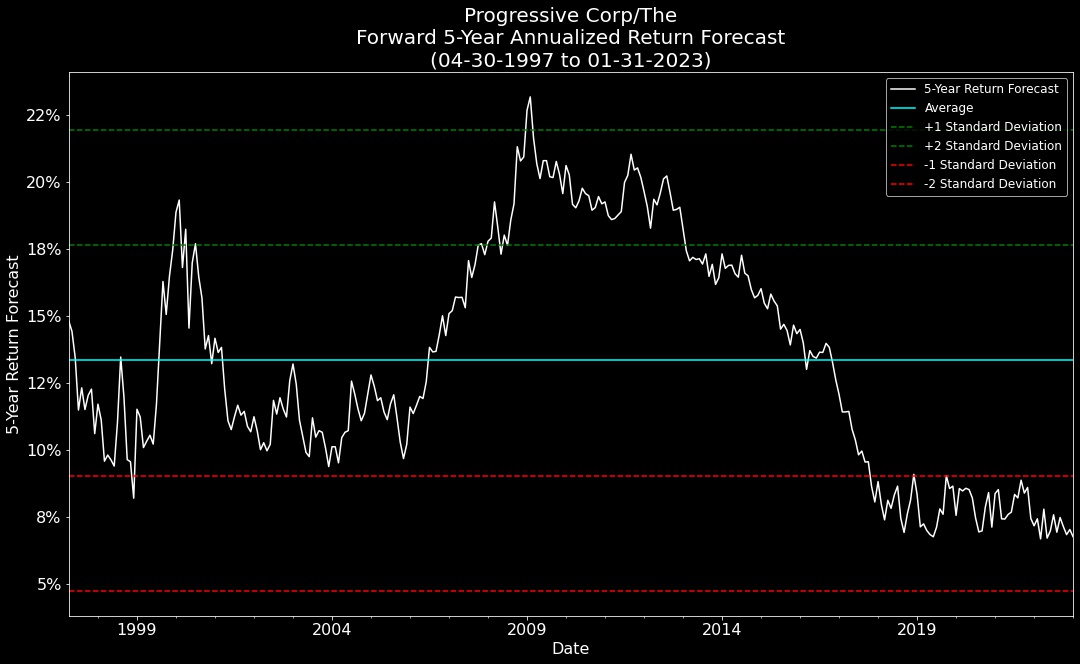 Progressive Corp/The
Forward 5-Year Annualized Return Forecast
(04-30-1997 to 01-31-2023)
5-Year Return Forecast
Average
+1 Standard Deviation
+2 Standard Deviation
-1 Standard Deviation
-2 Standard Deviation
22%
20%
18%
15%
12%
10%
8%
5%
5-Year Return Forecast
1999
2004
2009
2014
2019
Date